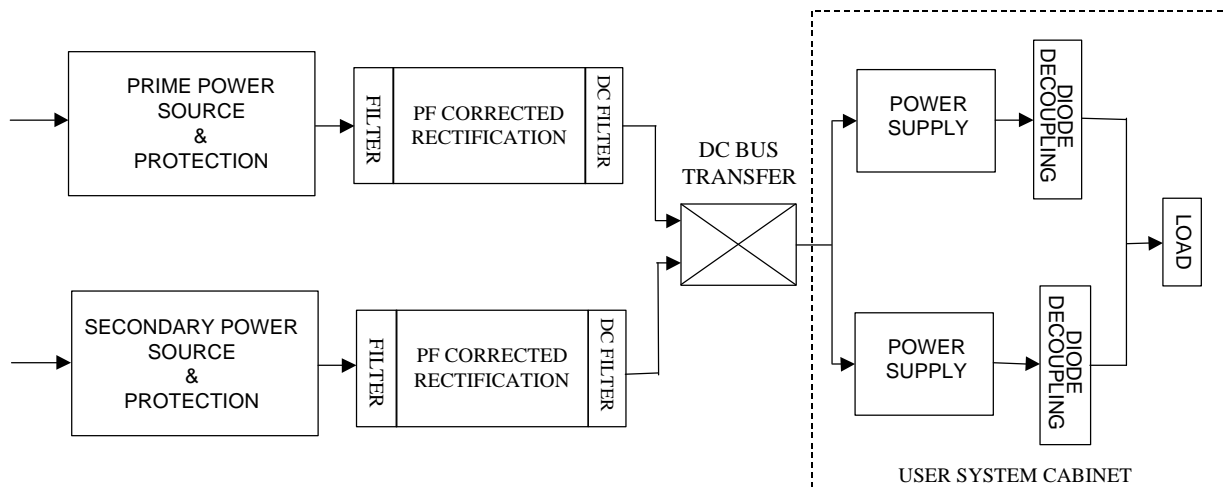 PRIME POWER
SOURCE
&
PROTECTION
FILTER
PF CORRECTED
RECTIFICATION
DC FILTER
DC BUS
TRANSFER
POWER
SUPPLY
DIODE
DECOUPLING
LOAD
SECONDARY POWER
SOURCE
&
PROTECTION
FILTER
PF CORRECTED
RECTIFICATION
DC FILTER
POWER
SUPPLY
DIODE
DECOUPLING
USER SYSTEM CABINET